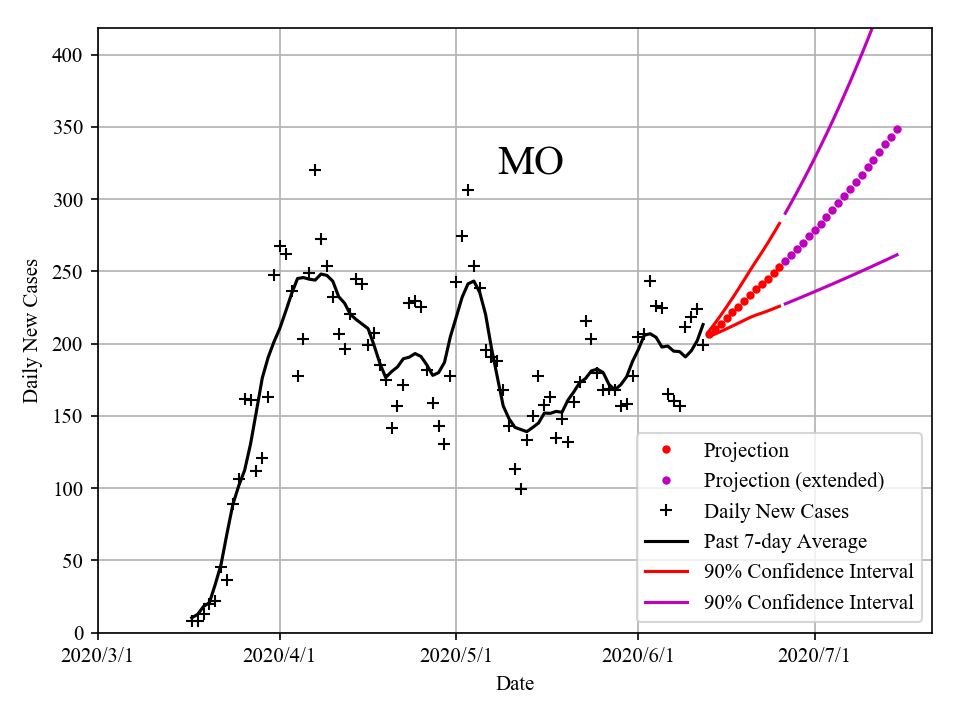 MO
Daily New Cases
400
350
300
250
200
150
100
50
0
2020/3/1
2020/4/1
2020/5/1
2020/6/1
2020/7/1
Date
Projection
Projection (extended)
Daily New Cases
Past 7-day Average
90% Confidence Interval
90% Confidence Interval